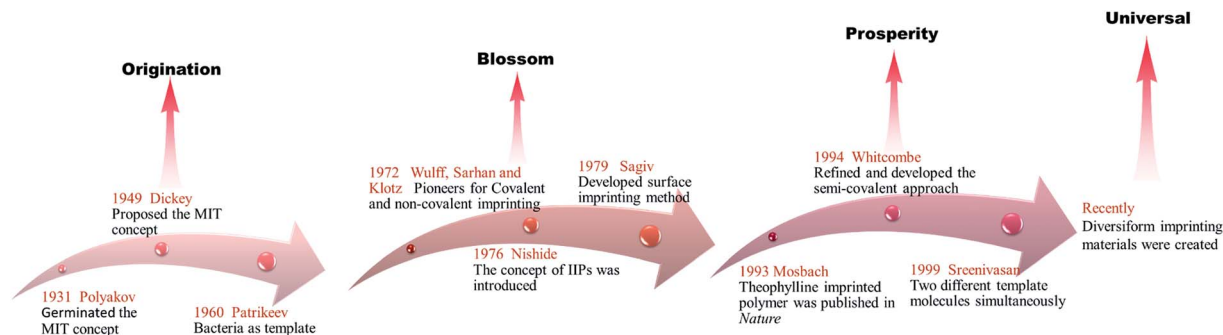 Origination
1949 Dickey
Proposed the MIT
concept
1931 Polyakov
Germinated the
MIT concept
1960 Patrikeev
Bacteria as template
Blossom
1972 Wulff, Sarhan and
Klotz Pioneers for Covalent
and non-covalent imprinting
1979 Sagiv
Developed surface
imprinting method
1976 Nishide
The concept of IIPs was
introduced
Prosperity
1994 Whitcombe
Refined and developed the
semi-covalent approach
1993 Mosbach
Theophylline imprinted
polymer was published in
Nature
1999 Sreenivasan
Two different template
molecules simultaneously
Universal
Recently
Diversiform imprinting
materials were created